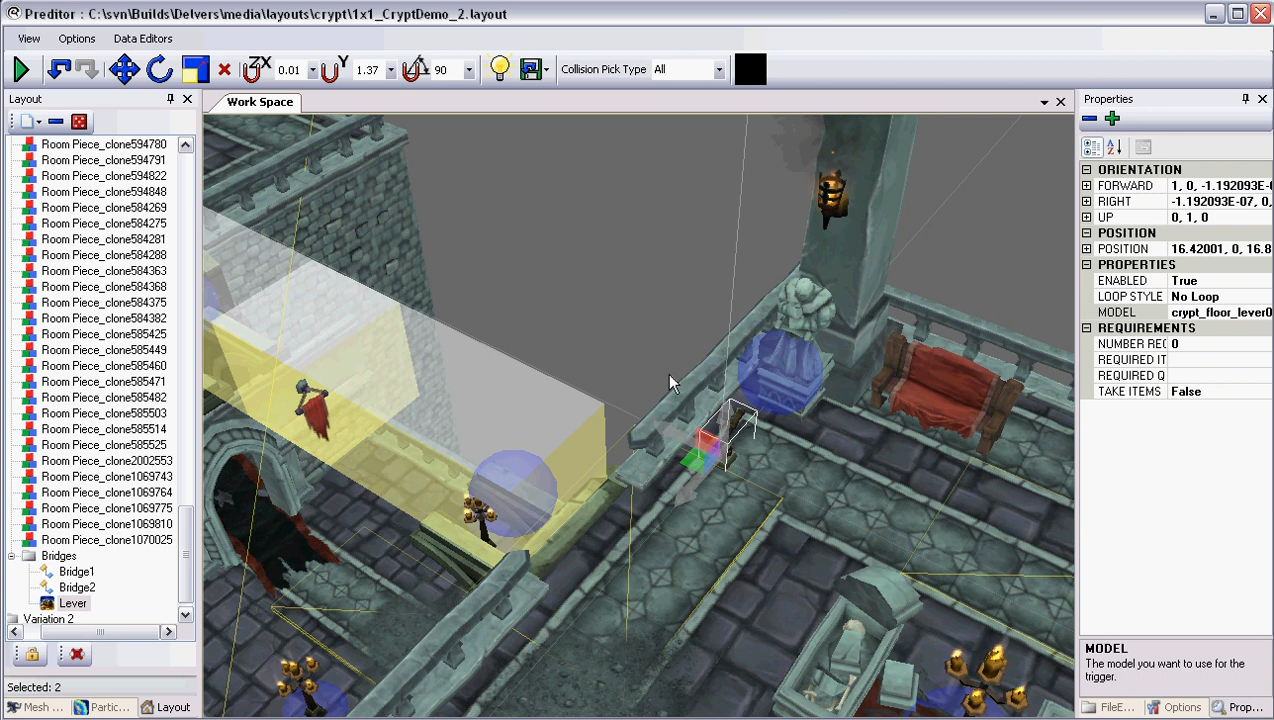 Preditor : C:\svn\Builds\Delvers\media\layouts\crypt\1x1_CryptDemo_2.layout
View Options Data Editors
ZX 0.01 Y 1.37 90 Collision Pick Type All
Layout
Work Space
Properties
Room Piece_clone594780
Room Piece_clone594791
Room Piece_clone594822
Room Piece_clone594848
Room Piece_clone584269
Room Piece_clone584275
Room Piece_clone584281
Room Piece_clone584288
Room Piece_clone584363
Room Piece_clone584368
Room Piece_clone584375
Room Piece_clone584382
Room Piece_clone585425
Room Piece_clone585449
Room Piece_clone585460
Room Piece_clone585471
Room Piece_clone585482
Room Piece_clone585503
Room Piece_clone585514
Room Piece_clone585525
Room Piece_clone2002553
Room Piece_clone1069743
Room Piece_clone1069764
Room Piece_clone1069775
Room Piece_clone1069810
Room Piece_clone1070025
Bridges
Bridge1
Bridge2
Lever
Variation 2
Selected: 2
Mesh ... Partic... Layout
ORIENTATION
FORWARD 1, 0, -1.192093E-0
RIGHT -1.192093E-07, 0,
UP 0, 1, 0
POSITION
POSITION 16.42001, 0, 16.8
PROPERTIES
ENABLED True
LOOP STYLE No Loop
MODEL crypt_floor_lever0
REQUIREMENTS
NUMBER REC 0
REQUIRED IT
REQUIRED Q
TAKE ITEMS False
MODEL
The model you want to use for the
trigger.
FileE... Options Prop...